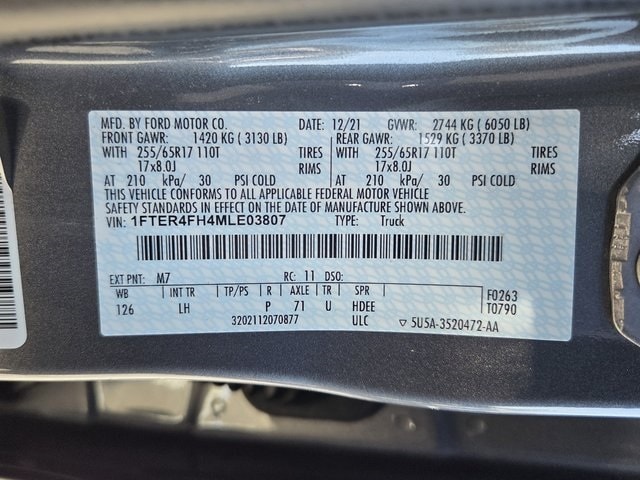 MFD. BY FORD MOTOR CO. DATE: 12/21 GVWR: 2744 KG ( 6050 LB)
FRONT GAWR: 1420 KG ( 3130 LB) REAR GAWR: 1529 KG ( 3370 LB)
WITH 255/65R17 110T TIRES WITH 255/65R17 110T TIRES
17x8.0J RIMS 17x8.0J RIMS
AT 210 kPa/ 30 PSI COLD AT 210 kPa/ 30 PSI COLD
THIS VEHICLE CONFORMS TO ALL APPLICABLE FEDERAL MOTOR VEHICLE
SAFETY STANDARDS IN EFFECT ON THE DATE OF MANUFACTURE SHOWN ABOVE.
VIN: 1FTER4FH4MLE03807 TYPE: Truck
EXT PNT: M7 RC: 11 DSO:
WB INT TR TP/PS R AXLE TR SPR F0263
126 LH P 71 U HDEE T0790
3202112070877 ULC ▽ 5U5A-3520472-AA